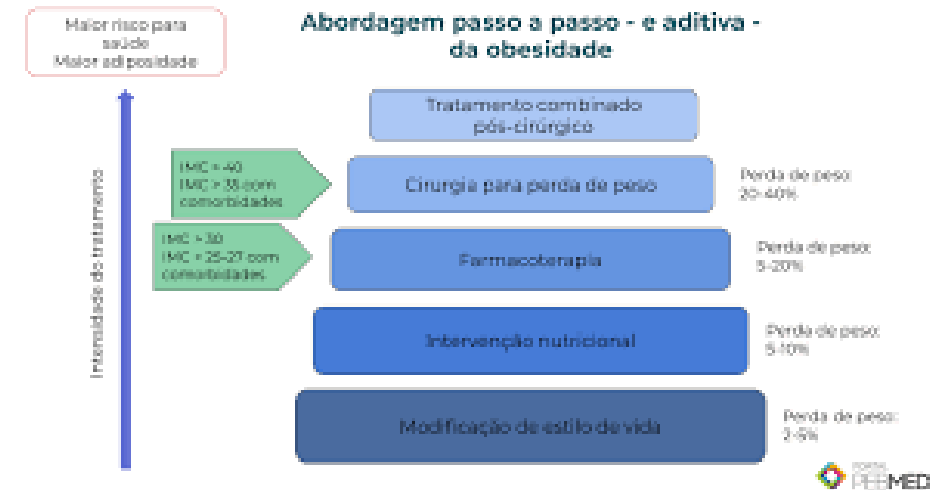 Maior risco para
saúde
Maior adiposidade
Abordagem passo a passo - e aditiva -
da obesidade
Intensidade do tratamento
Tratamento combinado
pós-cirúrgico
IMC > 40
IMC > 35 com
comorbidades
Cirurgia para perda de peso
Perda de peso:
20-40%
IMC > 30
IMC > 25-27 com
comorbidades
Farmacoterapia
Perda de peso:
5-20%
Intervenção nutricional
Perda de peso:
5-10%
Modificação de estilo de vida
Perda de peso:
2-5%
PORTAL
PEBMED